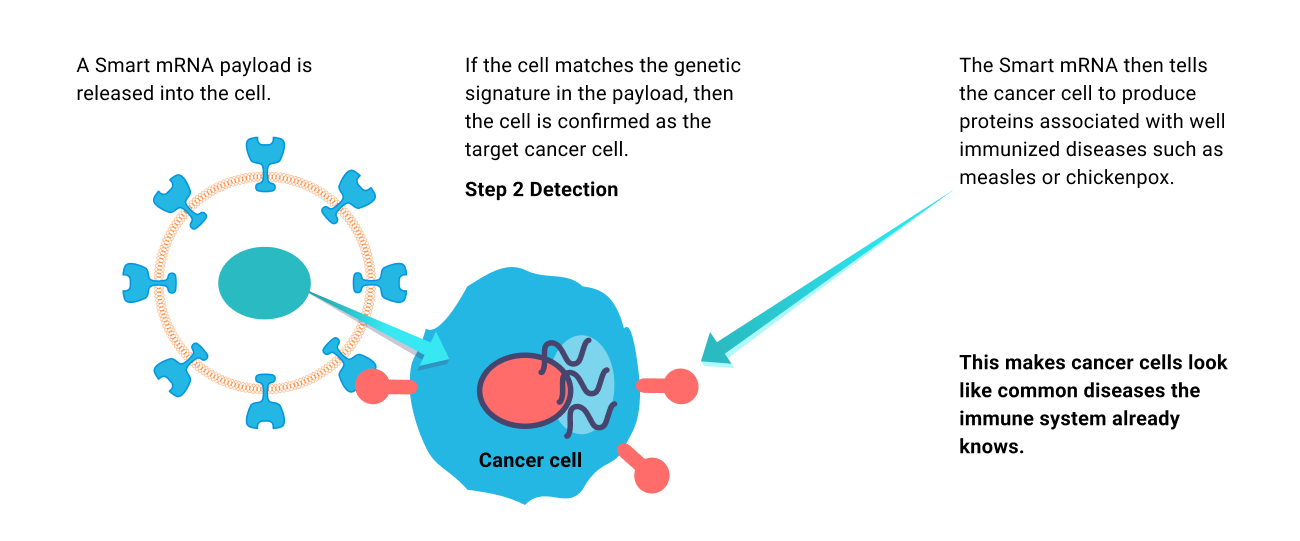 A Smart mRNA payload is
released into the cell.
If the cell matches the genetic
signature in the payload, then
the cell is confirmed as the
target cancer cell.
Step 2 Detection
The Smart mRNA then tells
the cancer cell to produce
proteins associated with well
immunized diseases such as
measles or chickenpox.
This makes cancer cells look
like common diseases the
immune system already
knows.
Cancer cell